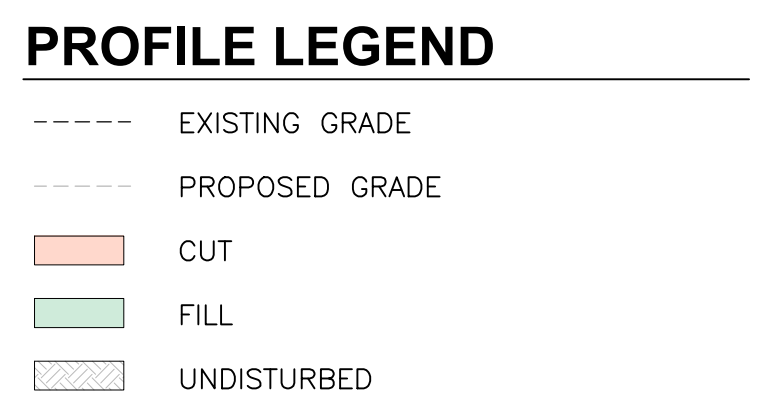 PROFILE LEGEND
EXISTING GRADE
PROPOSED GRADE
CUT
FILL
UNDISTURBED